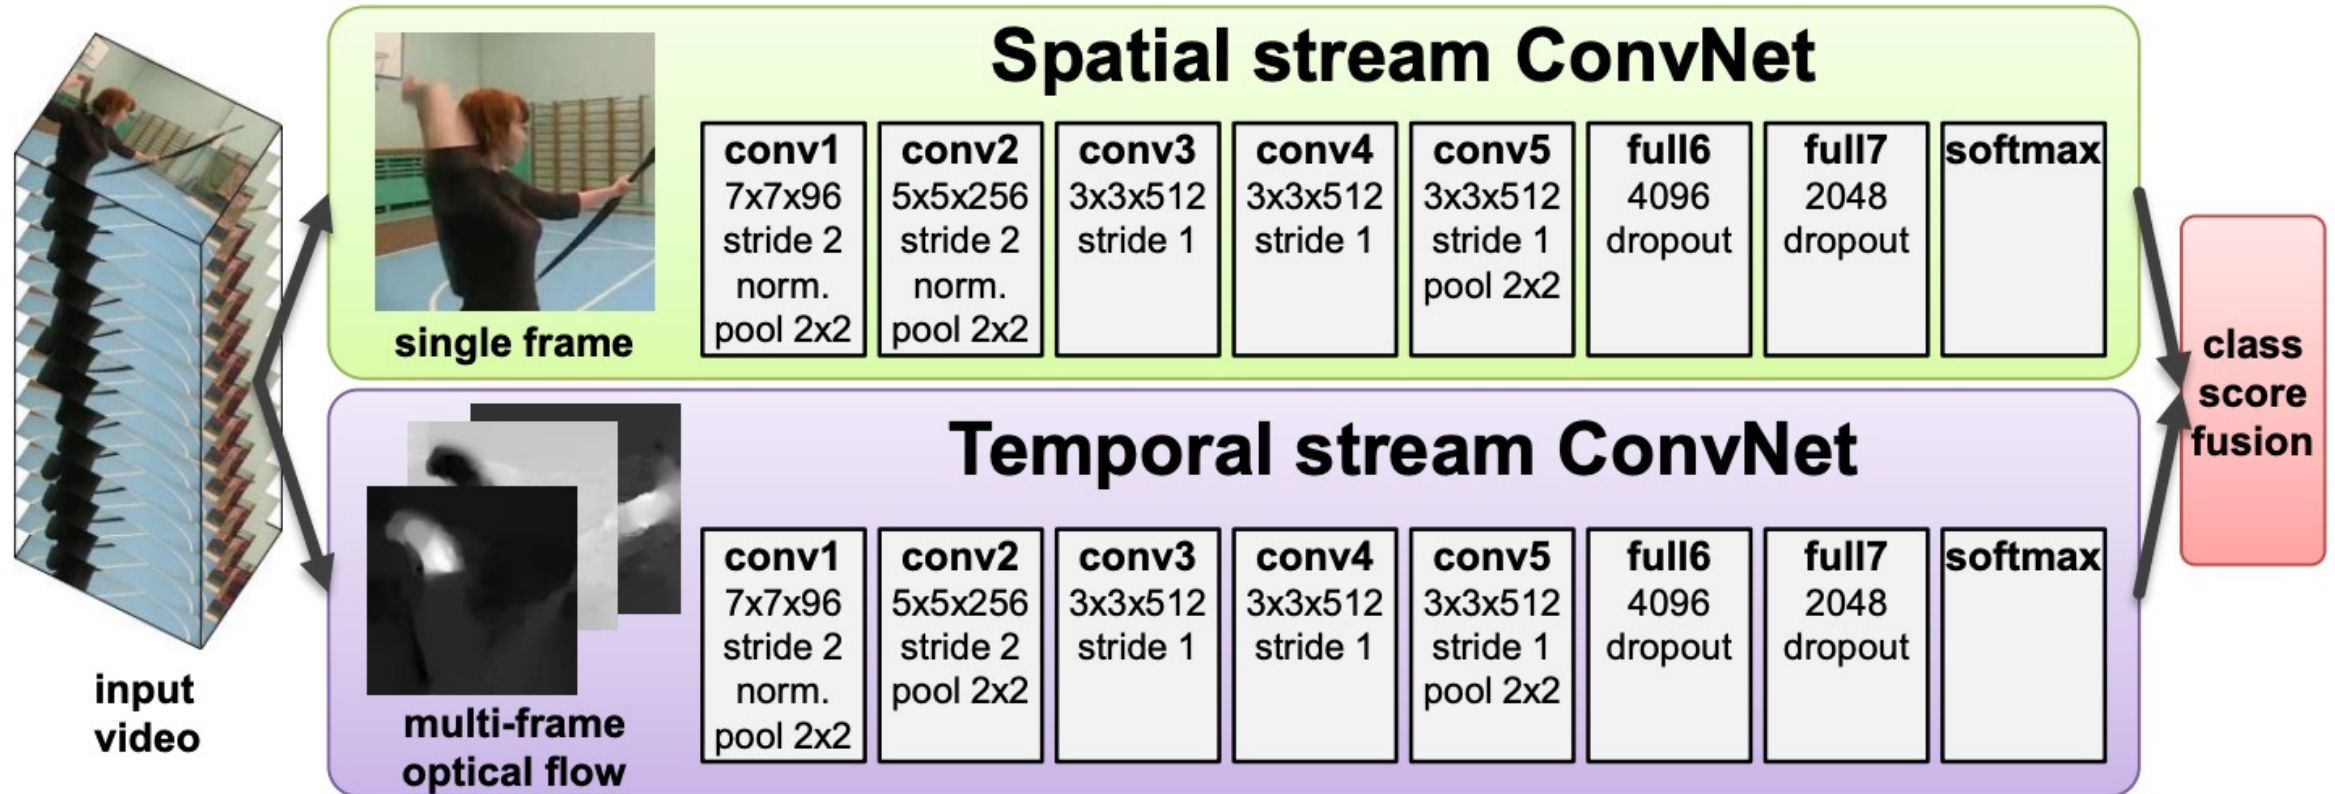 Spatial stream ConvNet
single frame
conv1
7x7x96
stride 2
norm.
pool 2x2
conv2
5x5x256
stride 2
norm.
pool 2x2
conv3
3x3x512
stride 1
conv4
3x3x512
stride 1
conv5
3x3x512
stride 1
pool 2x2
full6
4096
dropout
full7
2048
dropout
softmax
input
video
Temporal stream ConvNet
multi-frame
optical flow
conv1
7x7x96
stride 2
norm.
pool 2x2
conv2
5x5x256
stride 2
pool 2x2
conv3
3x3x512
stride 1
conv4
3x3x512
stride 1
conv5
3x3x512
stride 1
pool 2x2
full6
4096
dropout
full7
2048
dropout
softmax
class
score
fusion